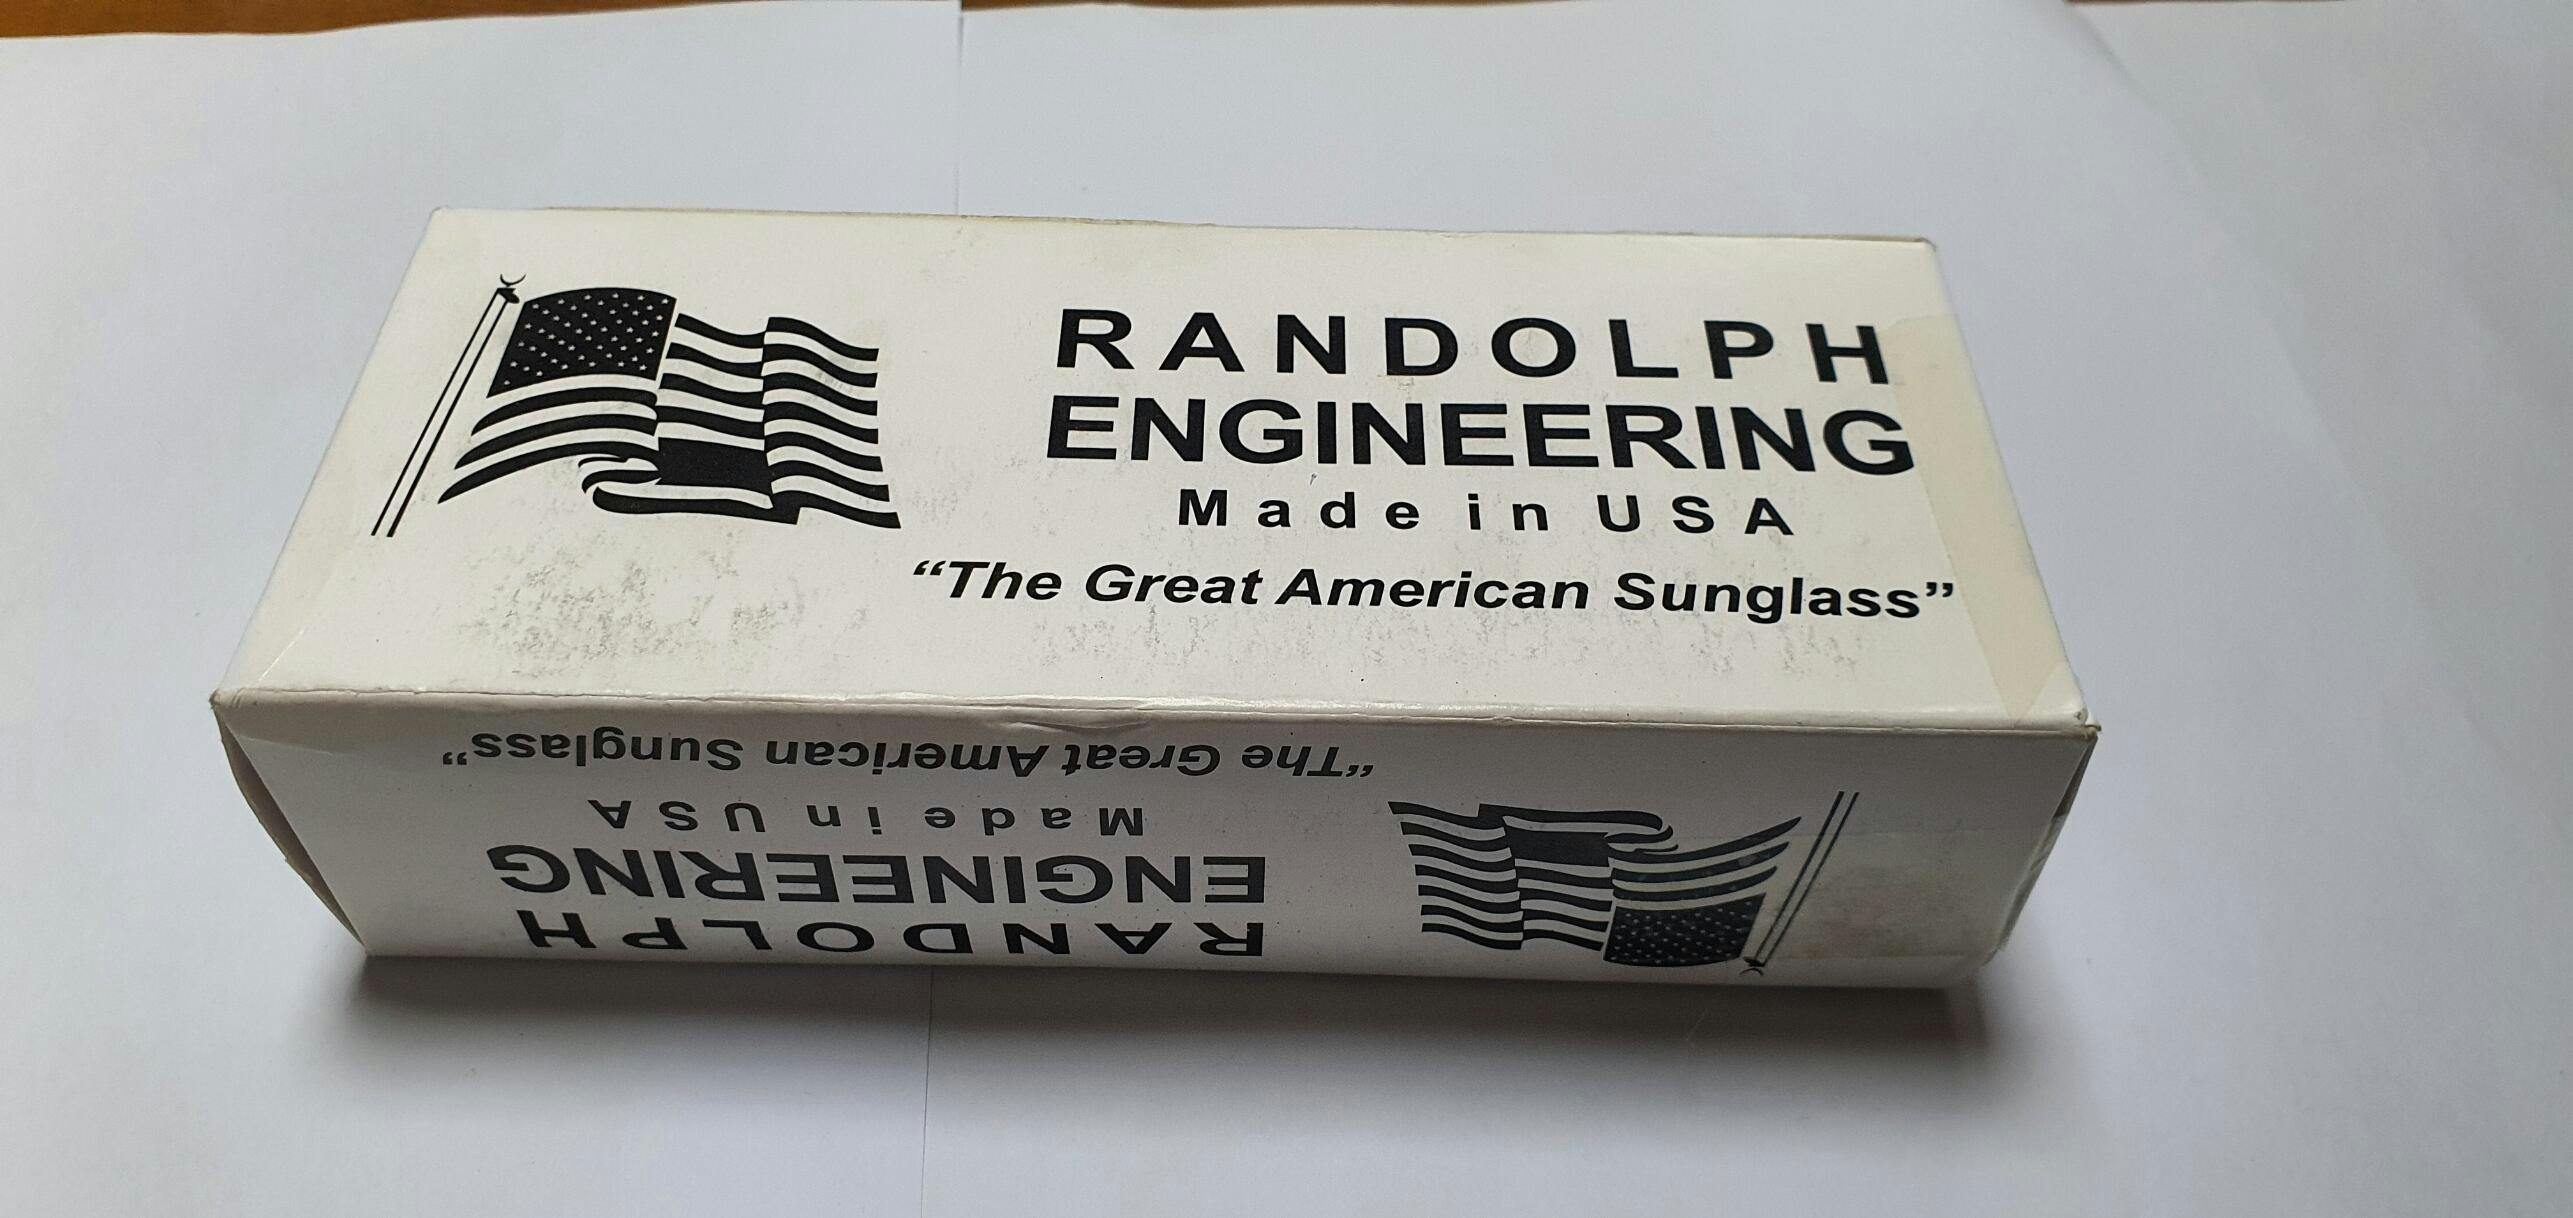 RANDOLPH
ENGINEERING
Made in USA
“The Great American Sunglass”
RANDOLPH
ENGINEERING
Made in USA
“The Great American Sunglass”